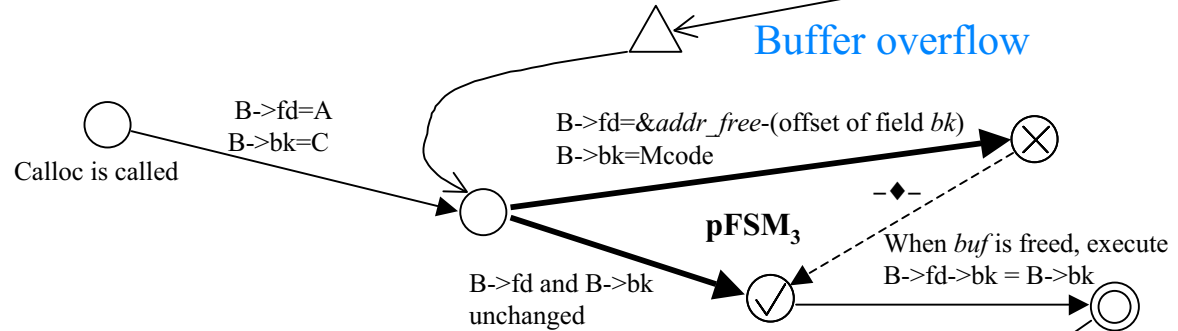 Buffer overflow
B->fd=A
B->bk=C
Calloc is called
B->fd=&addr_free-(offset of field bk)
B->bk=Mcode
–♦–
pFSM3
When buf is freed, execute
B->fd->bk = B->bk
B->fd and B->bk
unchanged